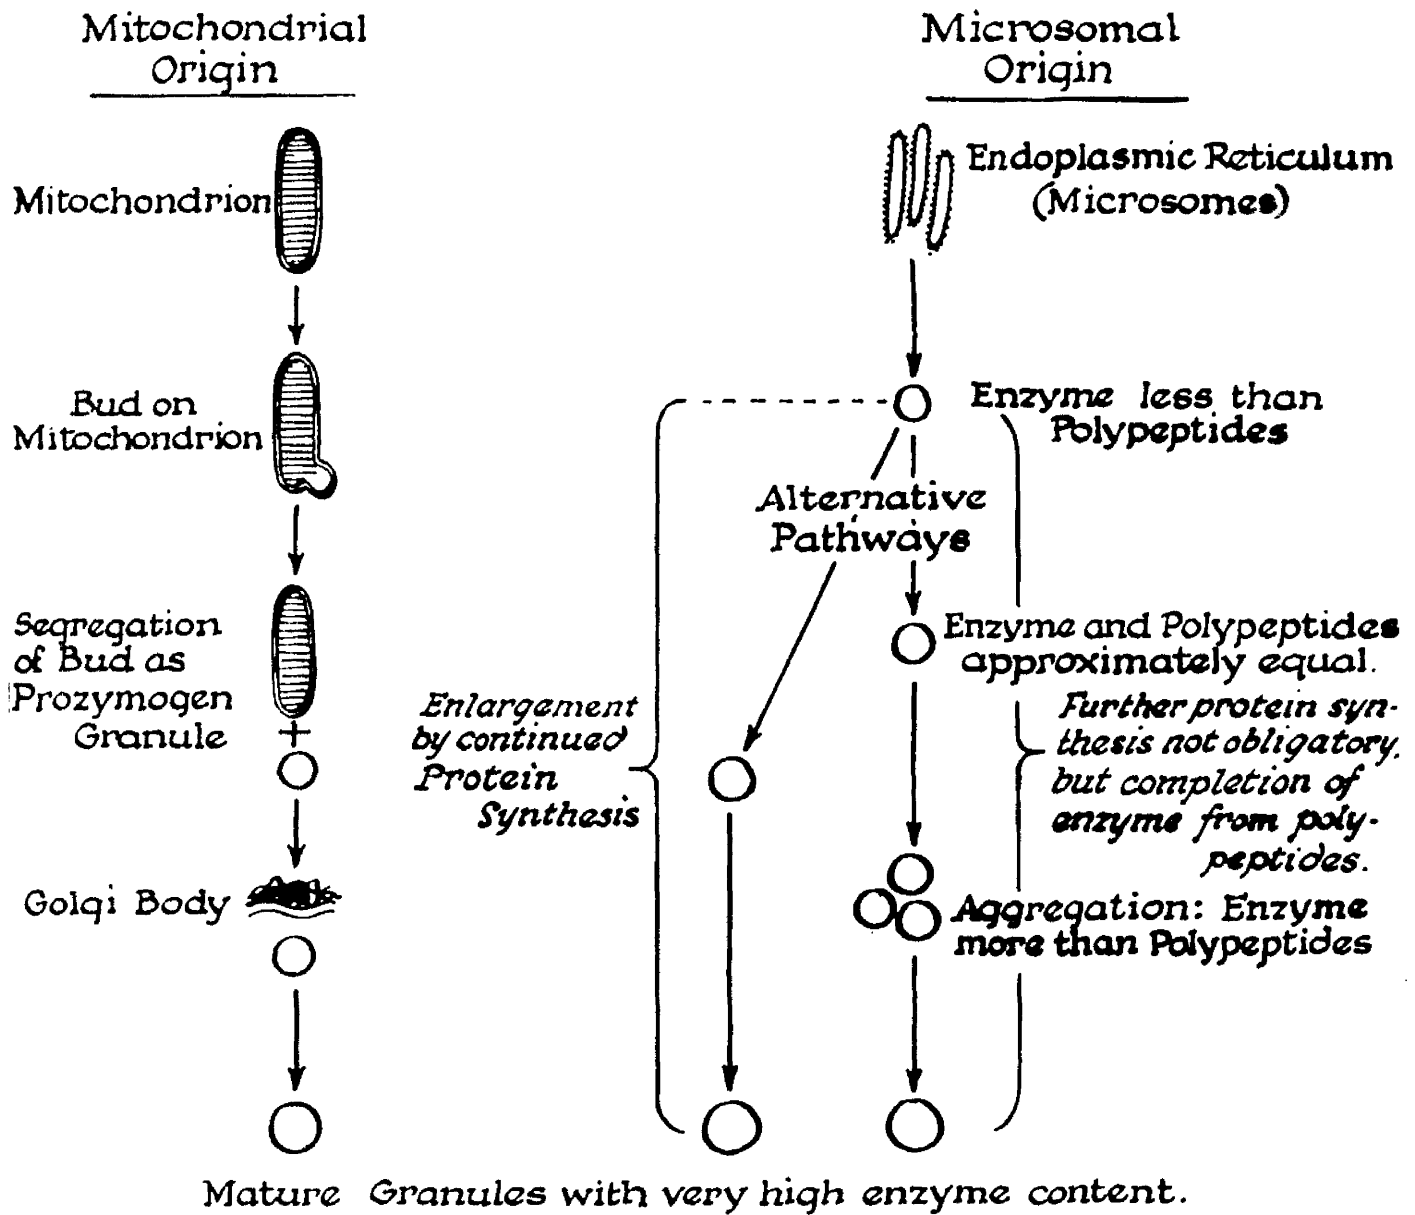 Mitochondrial
Origin
Mitochondrion
Bud on
Mitochondrion
Segregation
of Bud as
Prozymogen
Granule
+
Golgi Body
Microsomal
Origin
Endoplasmic Reticulum
(Microsomes)
Enzyme less than
Polypeptides
Alternative
Pathways
Enzyme and Polypeptides
approximately equal.
Enlargement
by continued
Protein
Synthesis
Further protein syn-
thesis not obligatory,
but completion of
enzyme from poly-
peptides.
Aggregation: Enzyme
more than Polypeptides
Mature Granules with very high enzyme content.